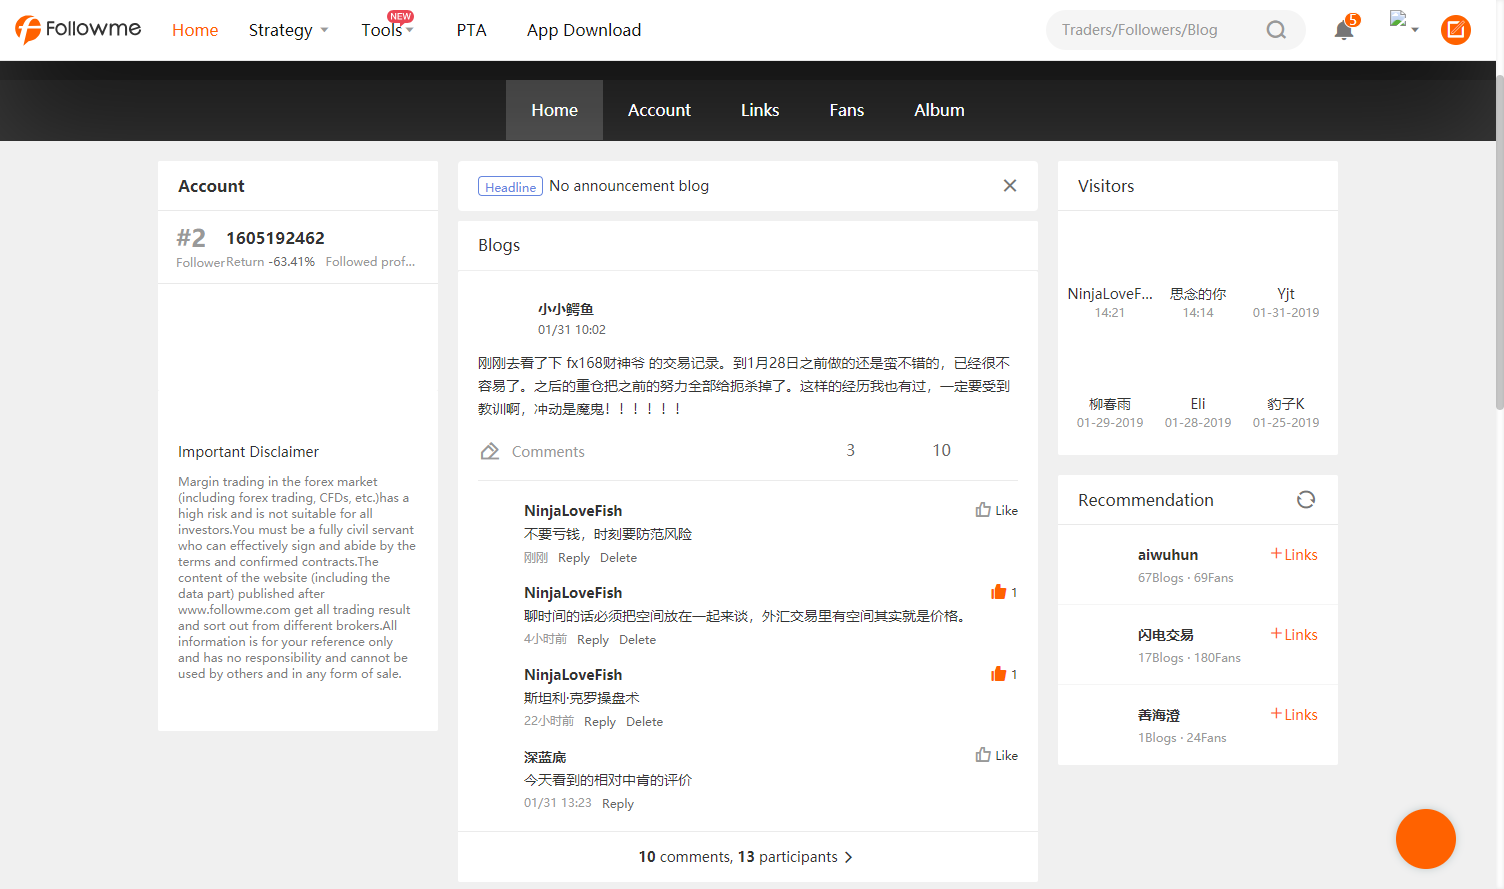 Followme
Home
Strategy
Tools
NEW
PTA
App Download
Traders/Followers/Blog
5
Home
Account
Links
Fans
Album
Account
#2
1605192462
Follower
Return -63.41%
Followed prof...
Important Disclaimer
Margin trading in the forex market
(including forex trading, CFDs, etc.)has a
high risk and is not suitable for all
investors.You must be a fully civil servant
who can effectively sign and abide by the
terms and confirmed contracts.The
content of the website (including the
data part) published after
www.followme.com get all trading result
and sort out from different brokers.All
information is for your reference only
and has no responsibility and cannot be
used by others and in any form of sale.
Headline No announcement blog
Blogs
小小鳄鱼
01/31 10:02
刚刚去看了下 fx168财神爷 的交易记录。到1月28日之前做的还是蛮不错的，已经很不
容易了。之后的重仓把之前的努力全部给扼杀掉了。这样的经历我也有过，一定要受到
教训啊，冲动是魔鬼！！！！！！
Comments
3
10
NinjaLoveFish
Like
不要亏钱，时刻要防范风险
刚刚 Reply Delete
NinjaLoveFish
1
聊时间的话必须把空间放在一起来谈，外汇交易里有空间其实就是价格。
4小时前 Reply Delete
NinjaLoveFish
1
斯坦利·克罗操盘术
22小时前 Reply Delete
深蓝底
Like
今天看到的相对中肯的评价
01/31 13:23 Reply
10 comments, 13 participants
Visitors
NinjaLoveF...
14:21
思念的你
14:14
Yjt
01-31-2019
柳春雨
01-29-2019
Eli
01-28-2019
豹子K
01-25-2019
Recommendation
aiwuhun
+Links
67Blogs · 69Fans
闪电交易
+Links
17Blogs · 180Fans
善海澄
+Links
1Blogs · 24Fans